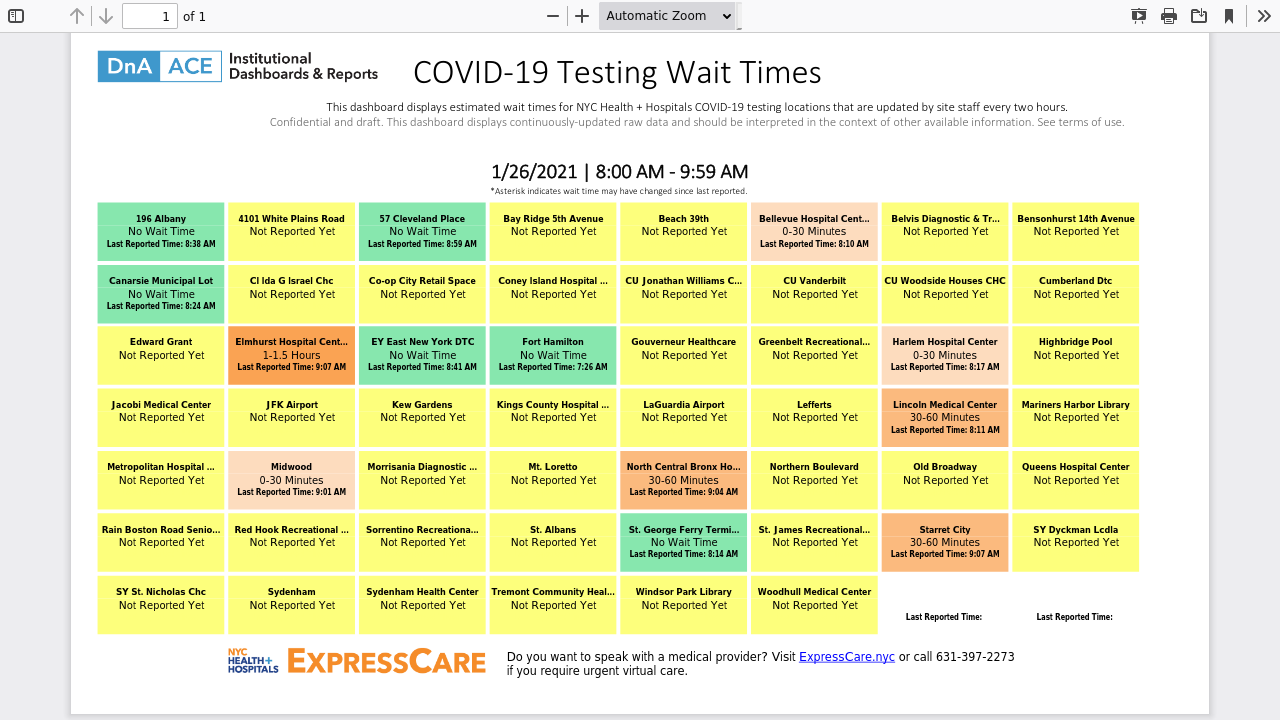 1
of 1
Automatic Zoom
DnA ACE
Institutional
Dashboards & Reports
COVID-19 Testing Wait Times
This dashboard displays estimated wait times for NYC Health + Hospitals COVID-19 testing locations that are updated by site staff every two hours.
Confidential and draft. This dashboard displays continuously-updated raw data and should be interpreted in the context of other available information. See terms of use.
1/26/2021 | 8:00 AM - 9:59 AM
*Asterisk indicates wait time may have changed since last reported.
196 Albany
No Wait Time
Last Reported Time: 8:38 AM
4101 White Plains Road
Not Reported Yet
57 Cleveland Place
No Wait Time
Last Reported Time: 8:59 AM
Bay Ridge 5th Avenue
Not Reported Yet
Beach 39th
Not Reported Yet
Bellevue Hospital Cent...
0-30 Minutes
Last Reported Time: 8:10 AM
Belvis Diagnostic & Tr...
Not Reported Yet
Bensonhurst 14th Avenue
Not Reported Yet
Canarsie Municipal Lot
No Wait Time
Last Reported Time: 8:24 AM
CI Ida G Israel Chc
Not Reported Yet
Co-op City Retail Space
Not Reported Yet
Coney Island Hospital ...
Not Reported Yet
CU Jonathan Williams C...
Not Reported Yet
CU Vanderbilt
Not Reported Yet
CU Woodside Houses CHC
Not Reported Yet
Cumberland Dtc
Not Reported Yet
Edward Grant
Not Reported Yet
Elmhurst Hospital Cent...
1-1.5 Hours
Last Reported Time: 9:07 AM
EY East New York DTC
No Wait Time
Last Reported Time: 8:41 AM
Fort Hamilton
No Wait Time
Last Reported Time: 7:26 AM
Gouverneur Healthcare
Not Reported Yet
Greenbelt Recreational...
Not Reported Yet
Harlem Hospital Center
0-30 Minutes
Last Reported Time: 8:17 AM
Highbridge Pool
Not Reported Yet
Jacobi Medical Center
Not Reported Yet
JFK Airport
Not Reported Yet
Kew Gardens
Not Reported Yet
Kings County Hospital ...
Not Reported Yet
LaGuardia Airport
Not Reported Yet
Lefferts
Not Reported Yet
Lincoln Medical Center
30-60 Minutes
Last Reported Time: 8:11 AM
Mariners Harbor Library
Not Reported Yet
Metropolitan Hospital ...
Not Reported Yet
Midwood
0-30 Minutes
Last Reported Time: 9:01 AM
Morrisania Diagnostic ...
Not Reported Yet
Mt. Loretto
Not Reported Yet
North Central Bronx Ho...
30-60 Minutes
Last Reported Time: 9:04 AM
Northern Boulevard
Not Reported Yet
Old Broadway
Not Reported Yet
Queens Hospital Center
Not Reported Yet
Rain Boston Road Senio...
Not Reported Yet
Red Hook Recreational ...
Not Reported Yet
Sorrentino Recreationa...
Not Reported Yet
St. Albans
Not Reported Yet
St. George Ferry Termi...
No Wait Time
Last Reported Time: 8:14 AM
St. James Recreational...
Not Reported Yet
Starret City
30-60 Minutes
Last Reported Time: 9:07 AM
SY Dyckman Lcdla
Not Reported Yet
SY St. Nicholas Chc
Not Reported Yet
Sydenham
Not Reported Yet
Sydenham Health Center
Not Reported Yet
Tremont Community Heal...
Not Reported Yet
Windsor Park Library
Not Reported Yet
Woodhull Medical Center
Not Reported Yet
Last Reported Time:
Last Reported Time:
NYC
HEALTH+
HOSPITALS
EXPRESSCARE
Do you want to speak with a medical provider? Visit ExpressCare.nyc or call 631-397-2273
if you require urgent virtual care.